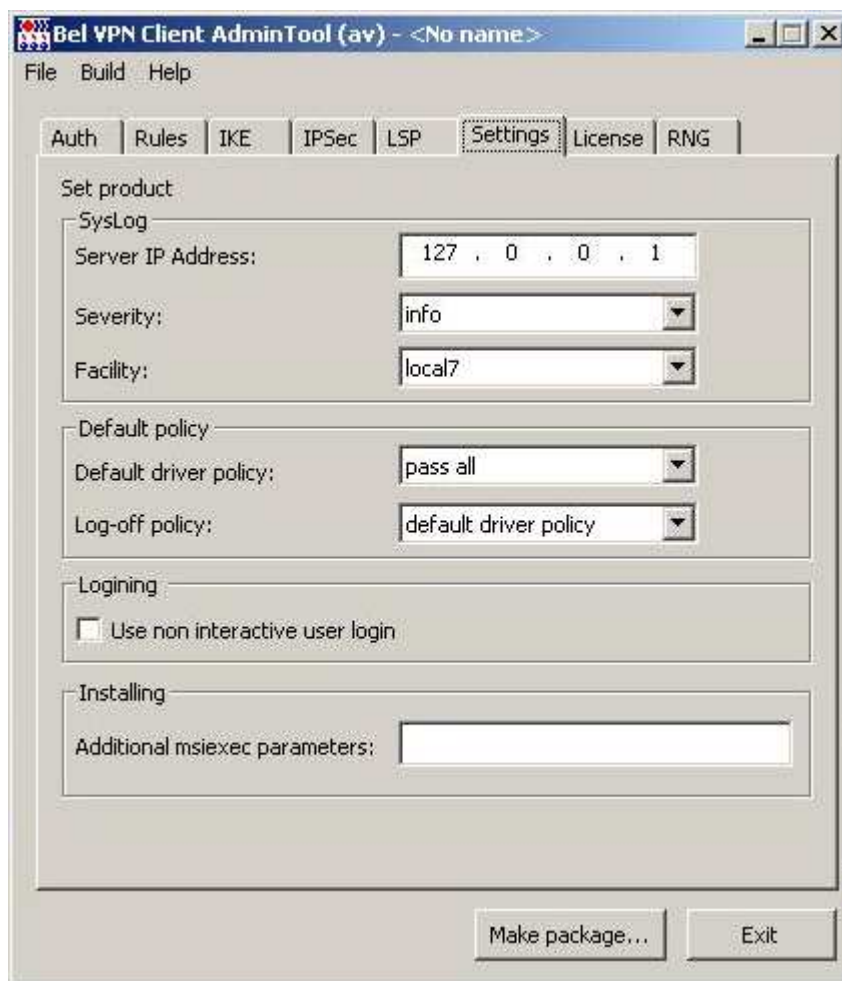 Bel VPN Client AdminTool (av) - <No name>
File Build Help
Auth Rules IKE IPSec LSP Settings License RNG
Set product
SysLog
Server IP Address: 127 . 0 . 0 . 1
Severity: info
Facility: local7
Default policy
Default driver policy: pass all
Log-off policy: default driver policy
Logining
Use non interactive user login
Installing
Additional msiexec parameters:
Make package... Exit